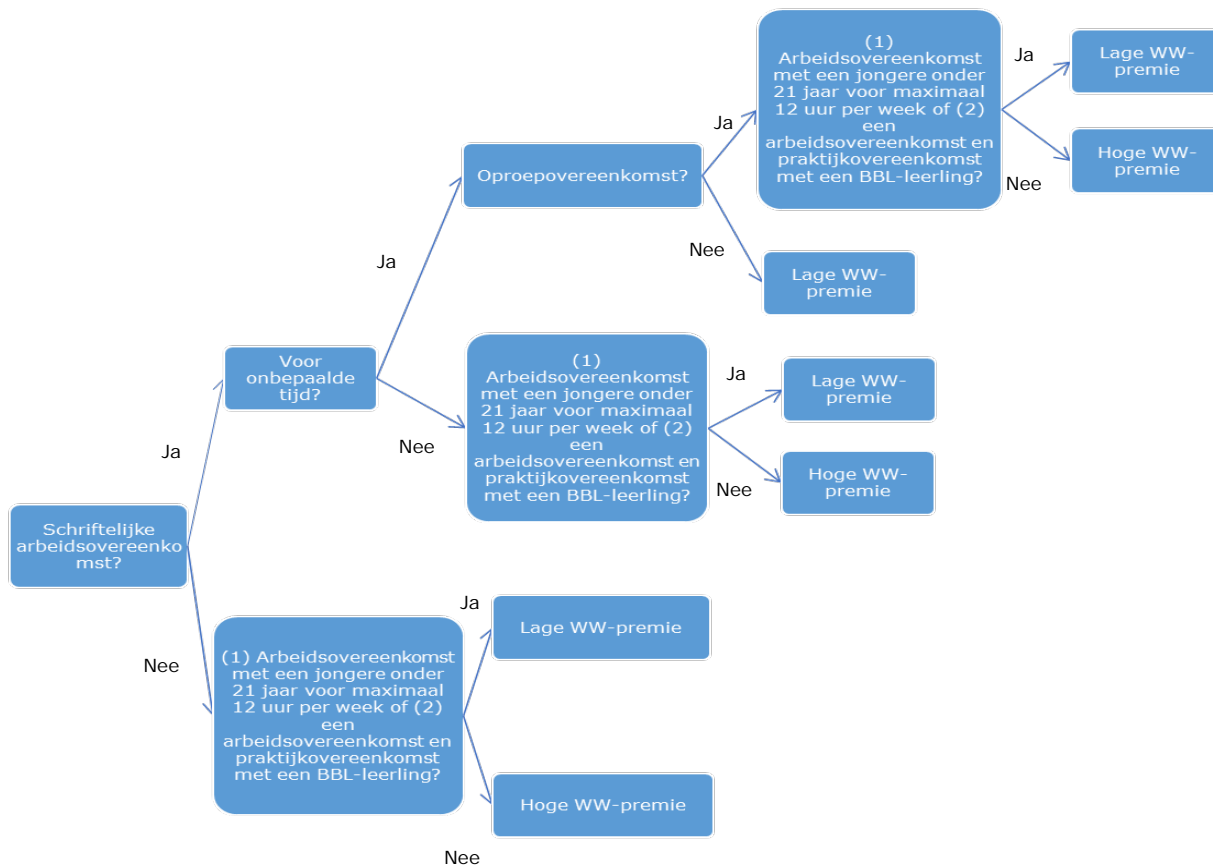 (1)
Arbeidsovereenkomst
met een jongere onder
21 jaar voor maximaal
12 uur per week of (2)
een
arbeidsovereenkomst en
praktijkovereenkomst
met een BBL-leerling?
Ja
Lage WW-
premie
Nee
Hoge WW-
premie
Ja
Oproepovereenkomst?
Nee
Lage WW-
premie
Ja
Voor
onbepaalde
tijd?
Nee
(1)
Arbeidsovereenkomst
met een jongere onder
21 jaar voor maximaal
12 uur per week of (2)
een
arbeidsovereenkomst en
praktijkovereenkomst
met een BBL-leerling?
Ja
Lage WW-
premie
Nee
Hoge WW-
premie
Ja
Schriftelijke
arbeidsovereenko
mst?
Nee
(1) Arbeidsovereenkomst
met een jongere onder
21 jaar voor maximaal
12 uur per week of (2)
een
arbeidsovereenkomst en
praktijkovereenkomst
met een BBL-leerling?
Ja
Lage WW-premie
Hoge WW-premie
Nee